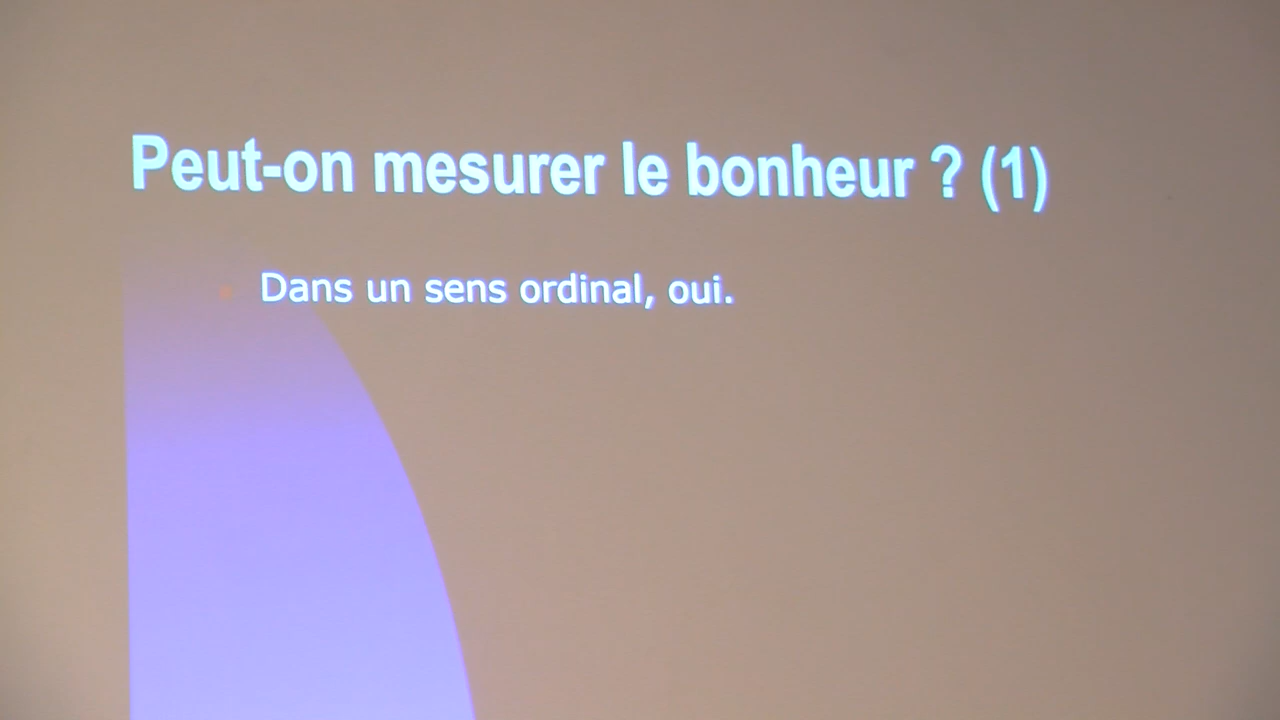 Peut-on mesurer le bonheur ? (1)
Dans un sens ordinal, oui.